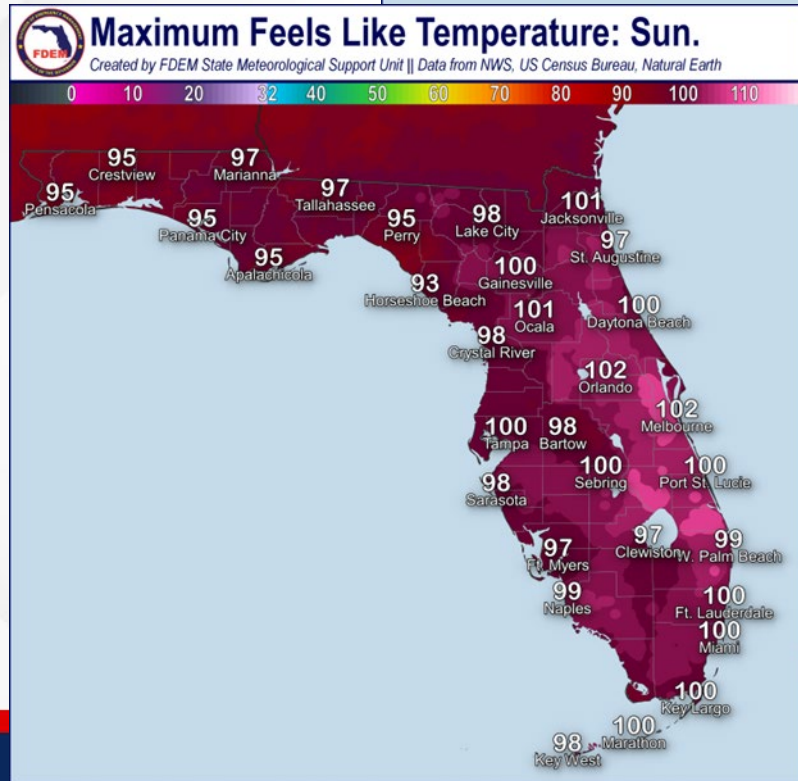 Maximum Feels Like Temperature: Sun.
Created by FDEM State Meteorological Support Unit || Data from NWS, US Census Bureau, Natural Earth
FDEM
0 10 20 32 40 50 60 70 80 90 100 110
95
Crestview
97
Marianna
95
Pensacola
97
Tallahassee
95
Panama City
95
Perry
98
Lake City
101
Jacksonville
97
St. Augustine
95
Apalachicola
93
Horseshoe Beach
100
Gainesville
101
Ocala
100
Daytona Beach
98
Crystal River
102
Orlando
102
Melbourne
100
Tampa
98
Bartow
100
Sebring
100
Port St. Lucie
98
Sarasota
97
Ft. Myers
97
Clewiston
99
W. Palm Beach
99
Naples
100
Ft. Lauderdale
100
Miami
100
Key Largo
100
Marathon
98
Key West